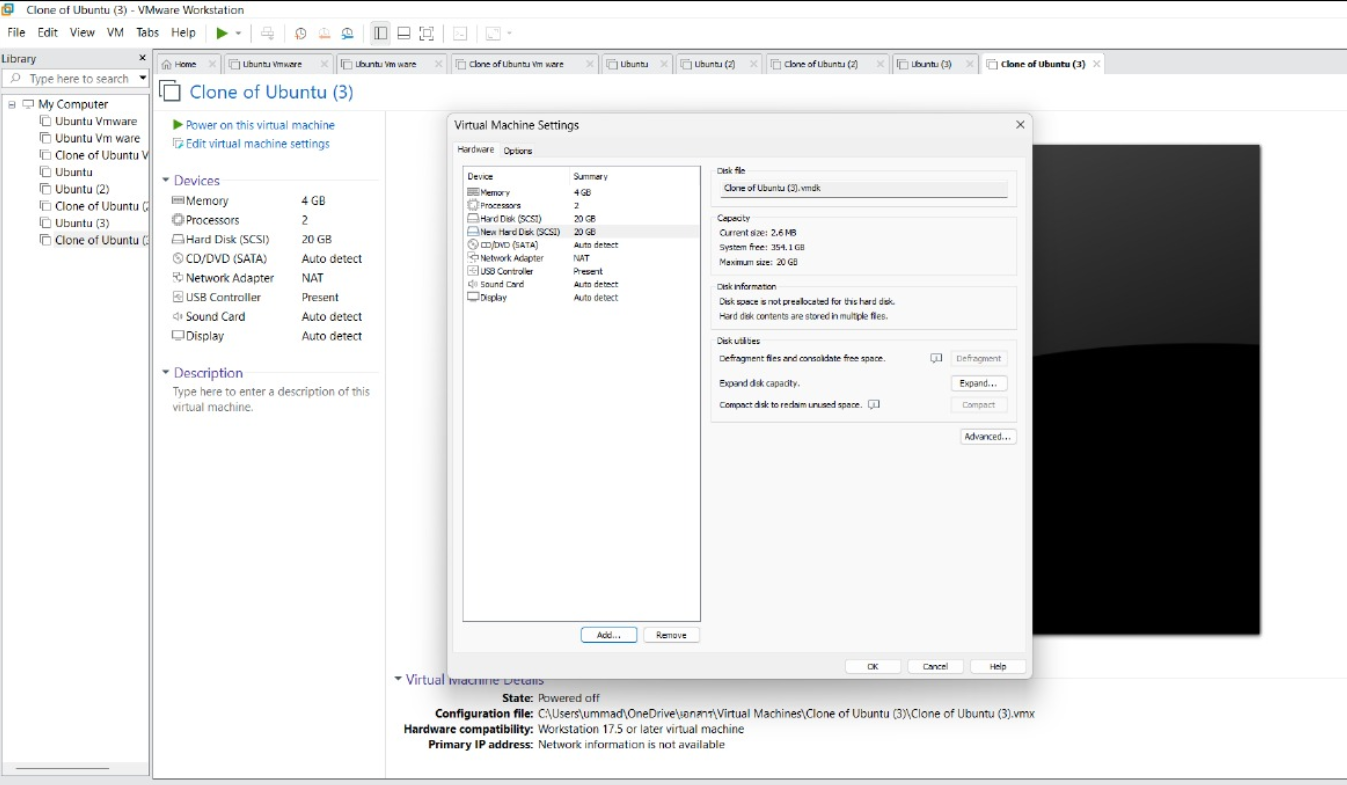 Clone of Ubuntu (3) - VMware Workstation
File Edit View VM Tabs Help
Library
Type here to search
Home
Ubuntu Vmware
Ubuntu Vm ware
Clone of Ubuntu Vm ware
Ubuntu
Ubuntu (2)
Clone of Ubuntu (2)
Ubuntu (3)
Clone of Ubuntu (3)
My Computer
Ubuntu Vmware
Ubuntu Vm ware
Clone of Ubuntu V
Ubuntu
Ubuntu (2)
Clone of Ubuntu (2
Ubuntu (3)
Clone of Ubuntu (3
Clone of Ubuntu (3)
Power on this virtual machine
Edit virtual machine settings
Devices
Memory 4 GB
Processors 2
Hard Disk (SCSI) 20 GB
CD/DVD (SATA) Auto detect
Network Adapter NAT
USB Controller Present
Sound Card Auto detect
Display Auto detect
Description
Type here to enter a description of this
virtual machine.
Virtual Machine Settings
Hardware Options
Device Summary
Memory 4 GB
Processors 2
Hard Disk (SCSI) 20 GB
New Hard Disk (SCSI) 20 GB
CD/DVD (SATA) Auto detect
Network Adapter NAT
USB Controller Present
Sound Card Auto detect
Display Auto detect
Add... Remove
Disk file
Clone of Ubuntu (3).vmdk
Capacity
Current size: 2.6 MB
System free: 354.1 GB
Maximum size: 20 GB
Disk information
Disk space is not preallocated for this hard disk.
Hard disk contents are stored in multiple files.
Disk utilities
Defragment files and consolidate free space. Defragment
Expand disk capacity. Expand...
Compact disk to reclaim unused space. Compact
Advanced...
OK Cancel Help
Virtual Machine Details
State: Powered off
Configuration file: C:\Users\ummad\OneDrive\เอกสาร\Virtual Machines\Clone of Ubuntu (3)\Clone of Ubuntu (3).vmx
Hardware compatibility: Workstation 17.5 or later virtual machine
Primary IP address: Network information is not available